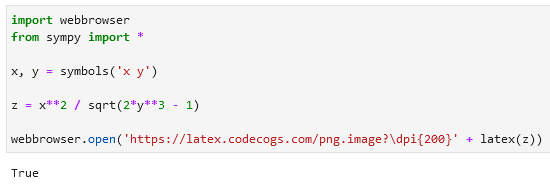 import webbrowser
from sympy import *
x, y = symbols('x y')
z = x**2 / sqrt(2*y**3 - 1)
webbrowser.open('https://latex.codecogs.com/png.image?\dpi{200}' + latex(z))
True